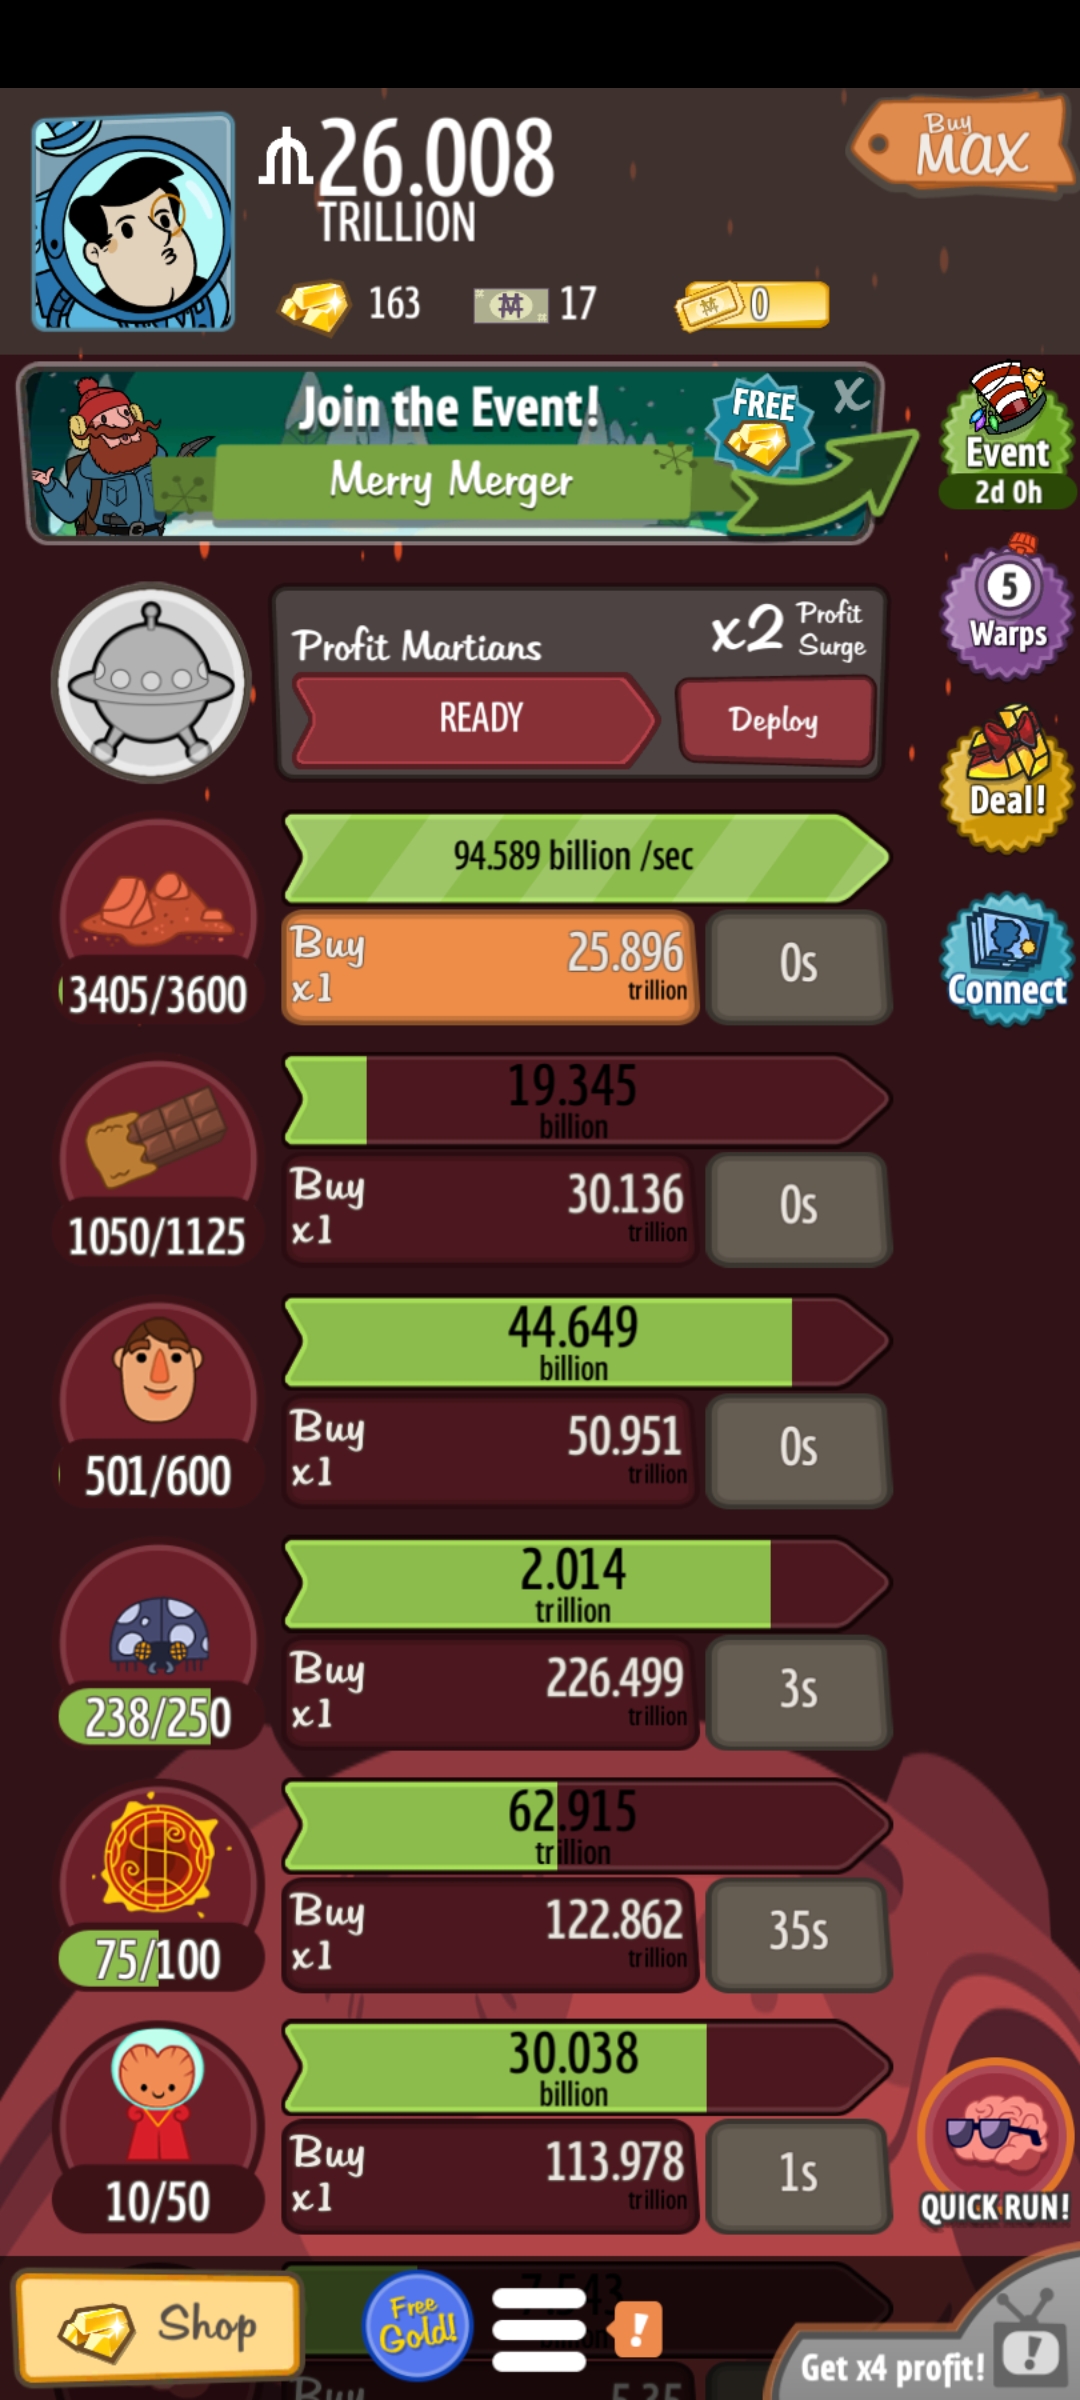 26.008
TRILLION
Buy
MAX
163
17
0
Join the Event!
FREE
X
Merry Merger
Event
2d 0h
5
Warps
Profit Martians
x2 Profit Surge
READY
Deploy
Deal!
94.589 billion /sec
Buy x1
25.896 trillion
0s
3405/3600
Connect
19.345
billion
Buy x1
30.136 trillion
0s
1050/1125
44.649
billion
Buy x1
50.951 trillion
0s
501/600
2.014
trillion
Buy x1
226.499 trillion
3s
238/250
62.915
trillion
Buy x1
122.862 trillion
35s
75/100
30.038
billion
Buy x1
113.978 trillion
1s
10/50
QUICK RUN!
Shop
Free Gold!
!
Get x4 profit!
!
Buy